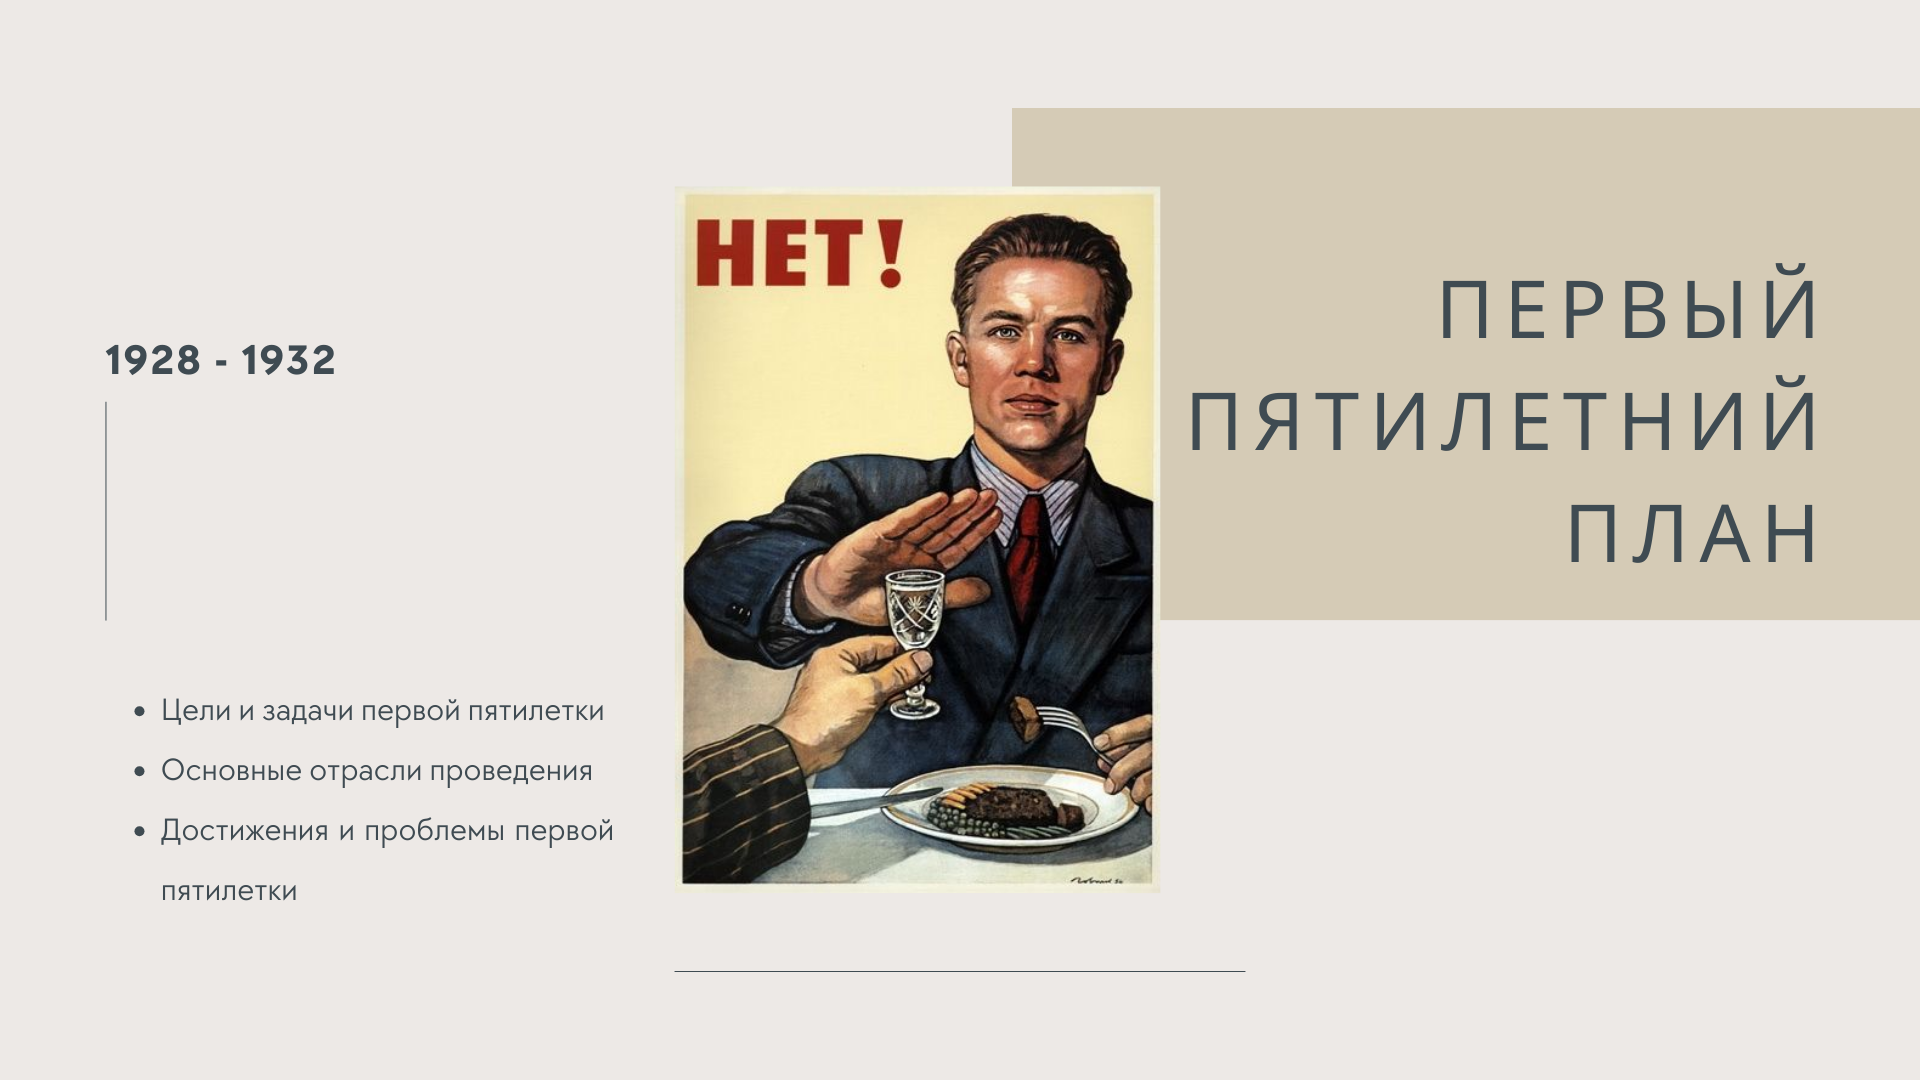 ПЕРВЫЙ
ПЯТИЛЕТНИЙ
ПЛАН
НЕТ!
1928 - 1932
• Цели и задачи первой пятилетки
• Основные отрасли проведения
• Достижения и проблемы первой
пятилетки